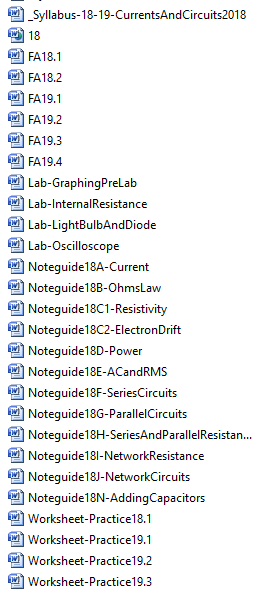 _Syllabus-18-19-CurrentsAndCircuits2018
18
FA18.1
FA18.2
FA19.1
FA19.2
FA19.3
FA19.4
Lab-GraphingPreLab
Lab-InternalResistance
Lab-LightBulbAndDiode
Lab-Oscilloscope
Noteguide18A-Current
Noteguide18B-OhmsLaw
Noteguide18C1-Resistivity
Noteguide18C2-ElectronDrift
Noteguide18D-Power
Noteguide18E-ACandRMS
Noteguide18F-SeriesCircuits
Noteguide18G-ParallelCircuits
Noteguide18H-SeriesAndParallelResistan...
Noteguide18I-NetworkResistance
Noteguide18J-NetworkCircuits
Noteguide18N-AddingCapacitors
Worksheet-Practice18.1
Worksheet-Practice19.1
Worksheet-Practice19.2
Worksheet-Practice19.3